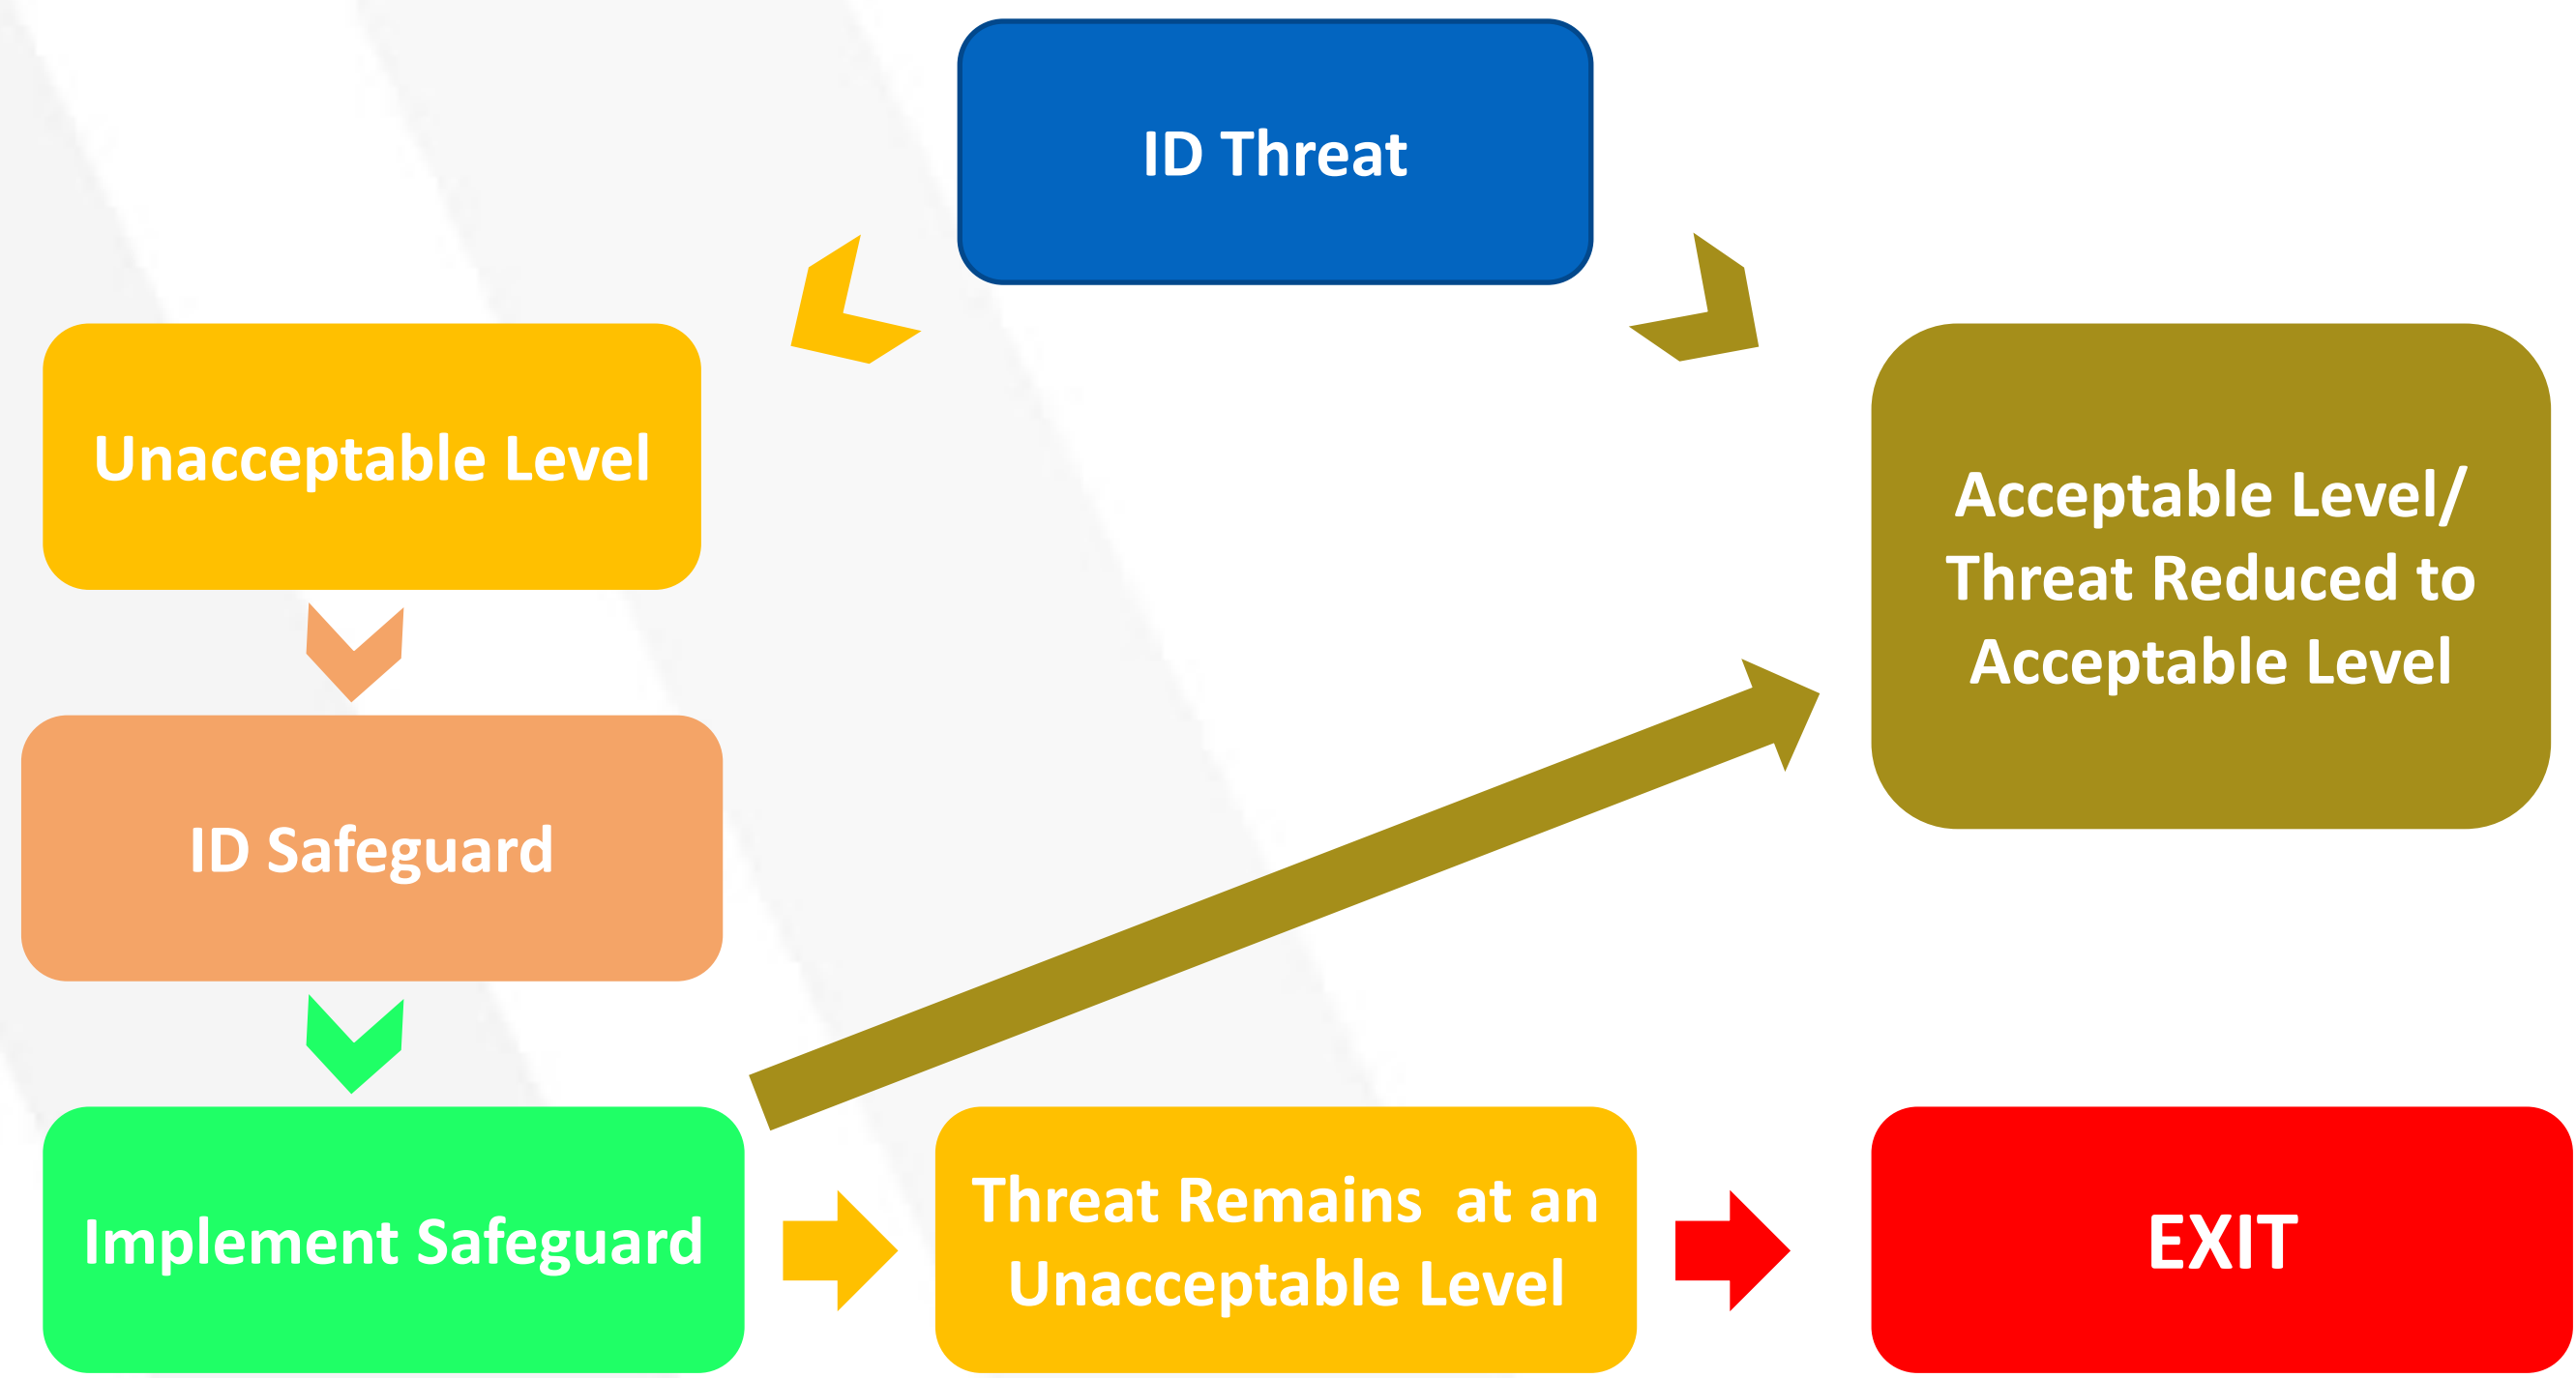 ID Threat
Unacceptable Level
Acceptable Level/
Threat Reduced to
Acceptable Level
ID Safeguard
Implement Safeguard
Threat Remains  at an
Unacceptable Level
EXIT